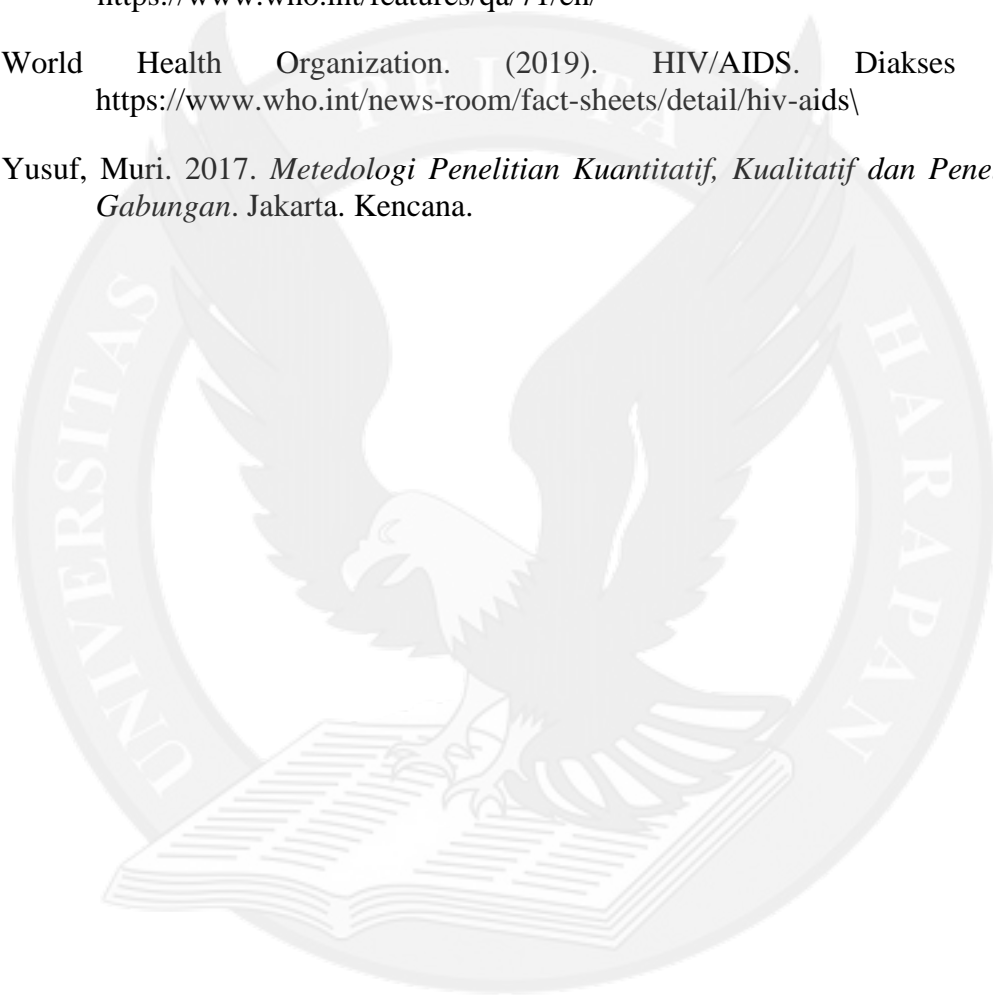 https://www.who.int/features/qa/71/en/
World Health Organization. (2019). HIV/AIDS. Diakses
https://www.who.int/news-room/fact-sheets/detail/hiv-aids\
Yusuf, Muri. 2017. Metedologi Penelitian Kuantitatif, Kualitatif dan Pene
Gabungan. Jakarta. Kencana.
UNIVERSITAS PELITA HARAPAN